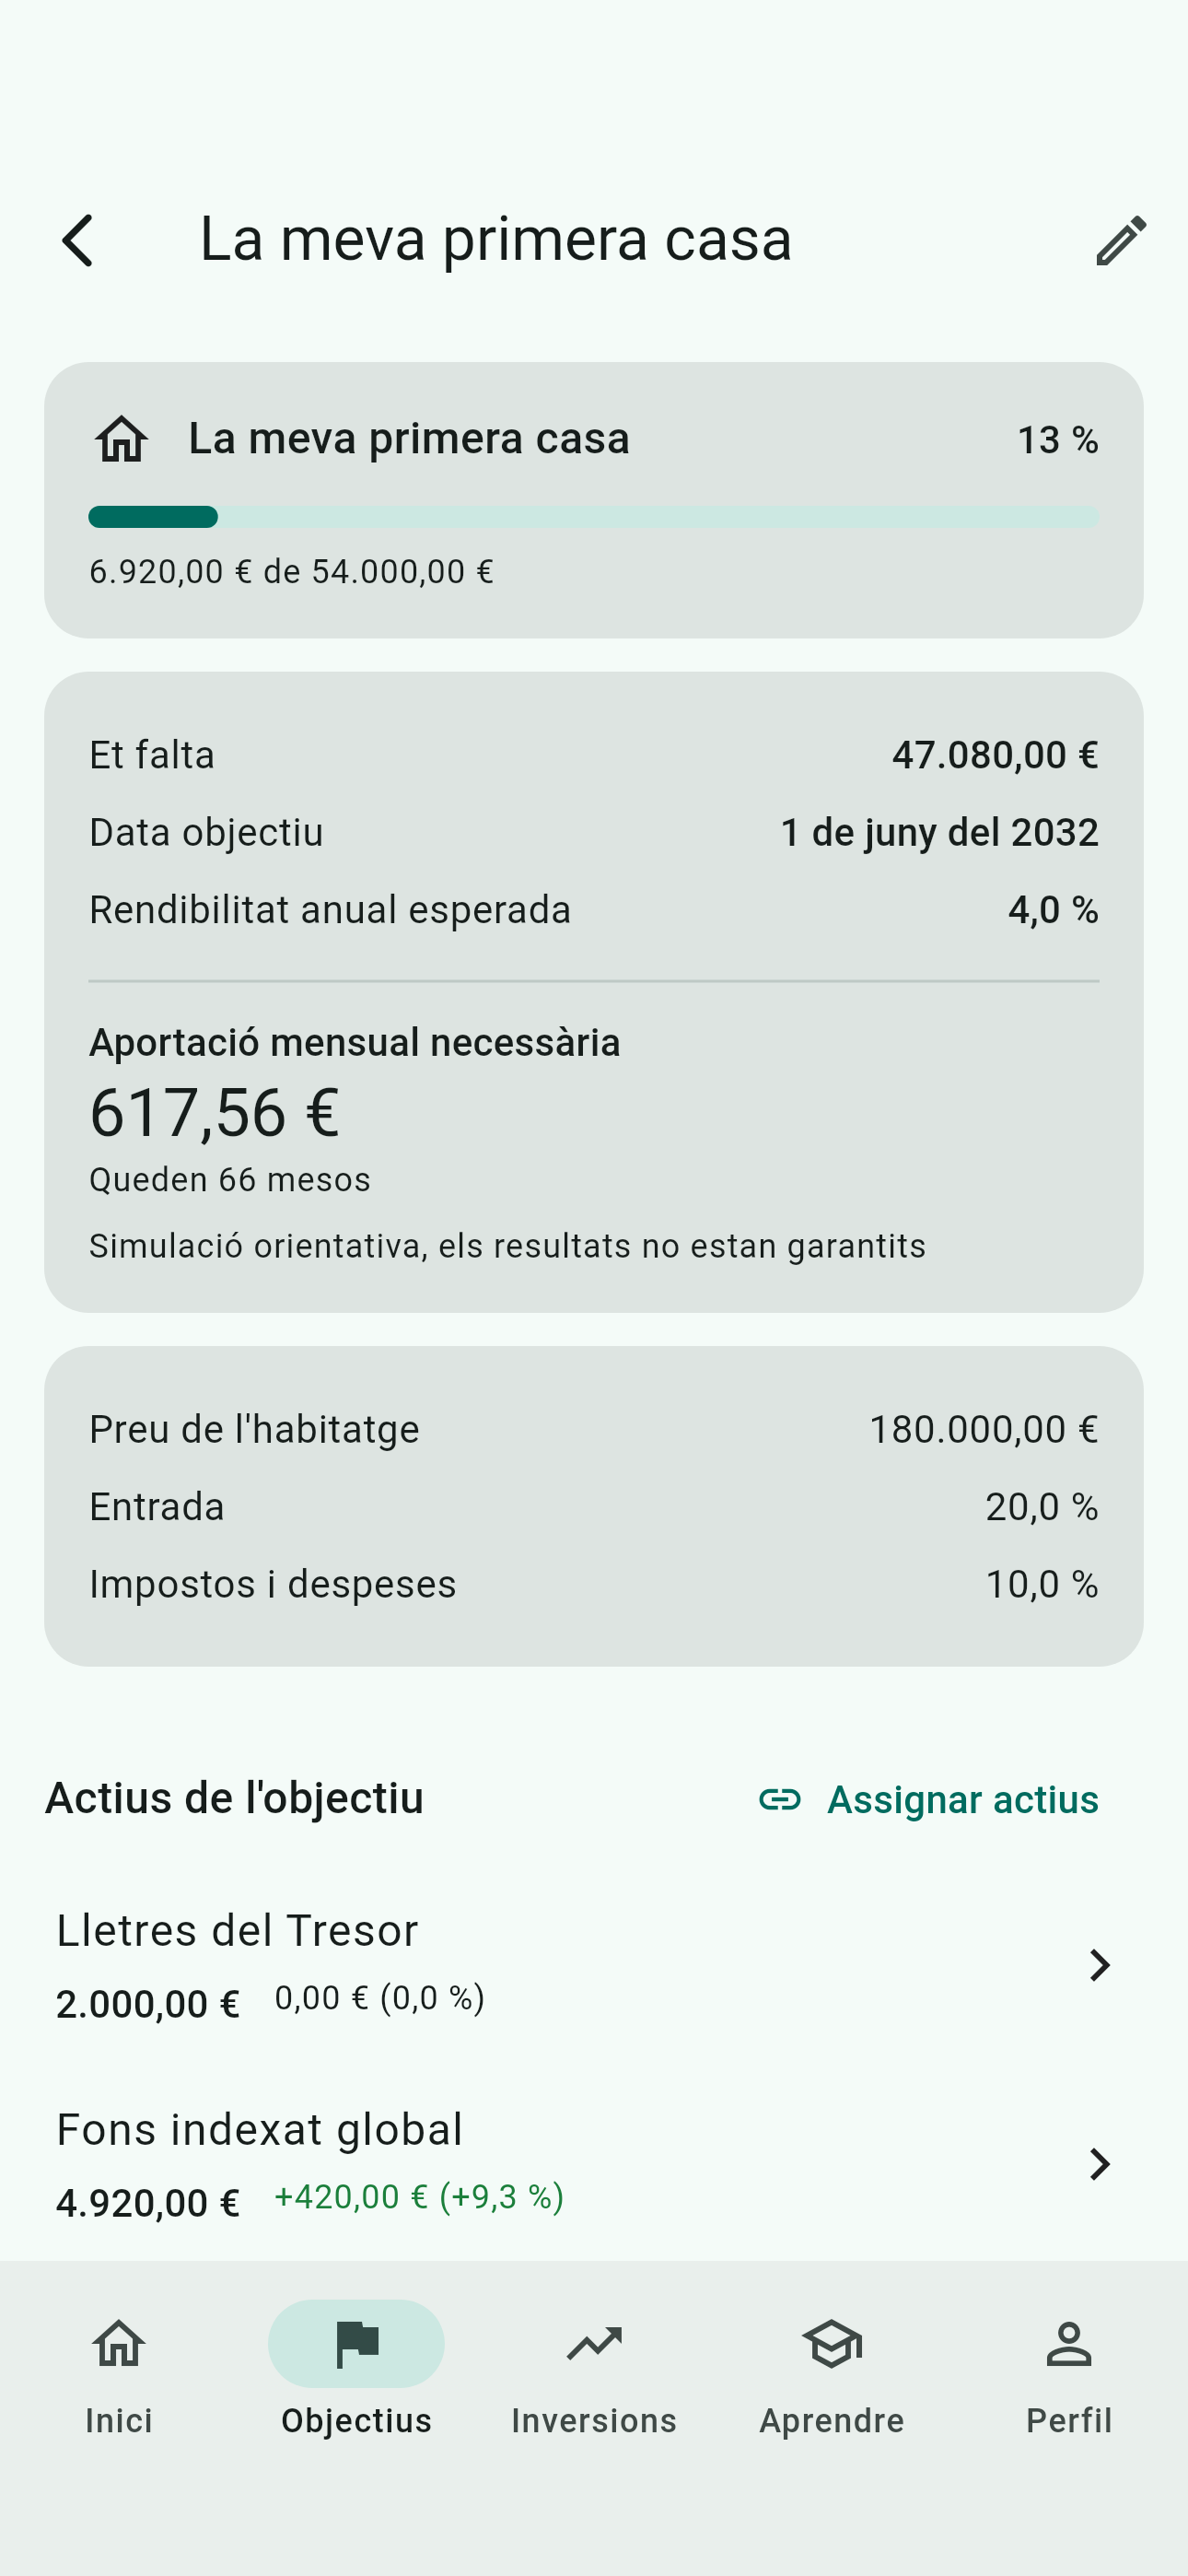 La meva primera casa
La meva primera casa 13 %
6.920,00 € de 54.000,00 €
Et falta 47.080,00 €
Data objectiu 1 de juny del 2032
Rendibilitat anual esperada 4,0 %
Aportació mensual necessària
617,56 €
Queden 66 mesos
Simulació orientativa, els resultats no estan garantits
Preu de l'habitatge 180.000,00 €
Entrada 20,0 %
Impostos i despeses 10,0 %
Actius de l'objectiu Assignar actius
Lletres del Tresor
2.000,00 € 0,00 € (0,0 %)
Fons indexat global
4.920,00 € +420,00 € (+9,3 %)
Inici Objectius Inversions Aprendre Perfil